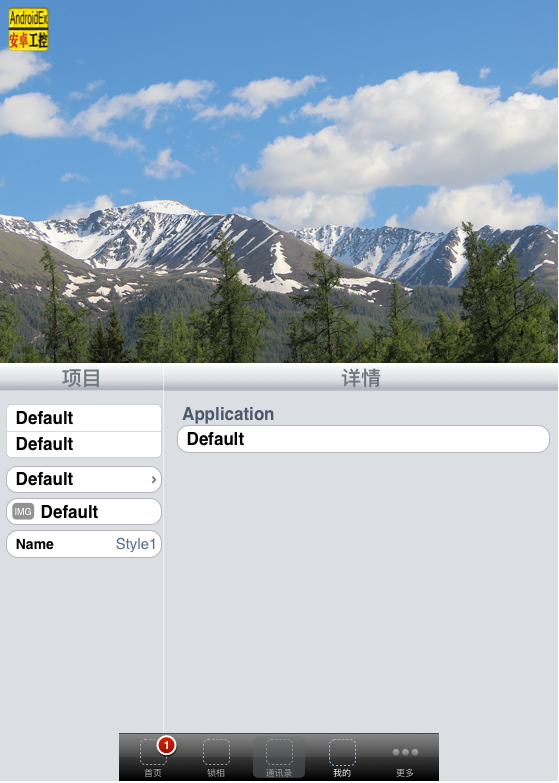 AndroidEx
安卓工控
项目
详情
Default
Default
Default
IMG Default
Name Style1
Application
Default
1
首页 锁相 通讯录 我的 更多